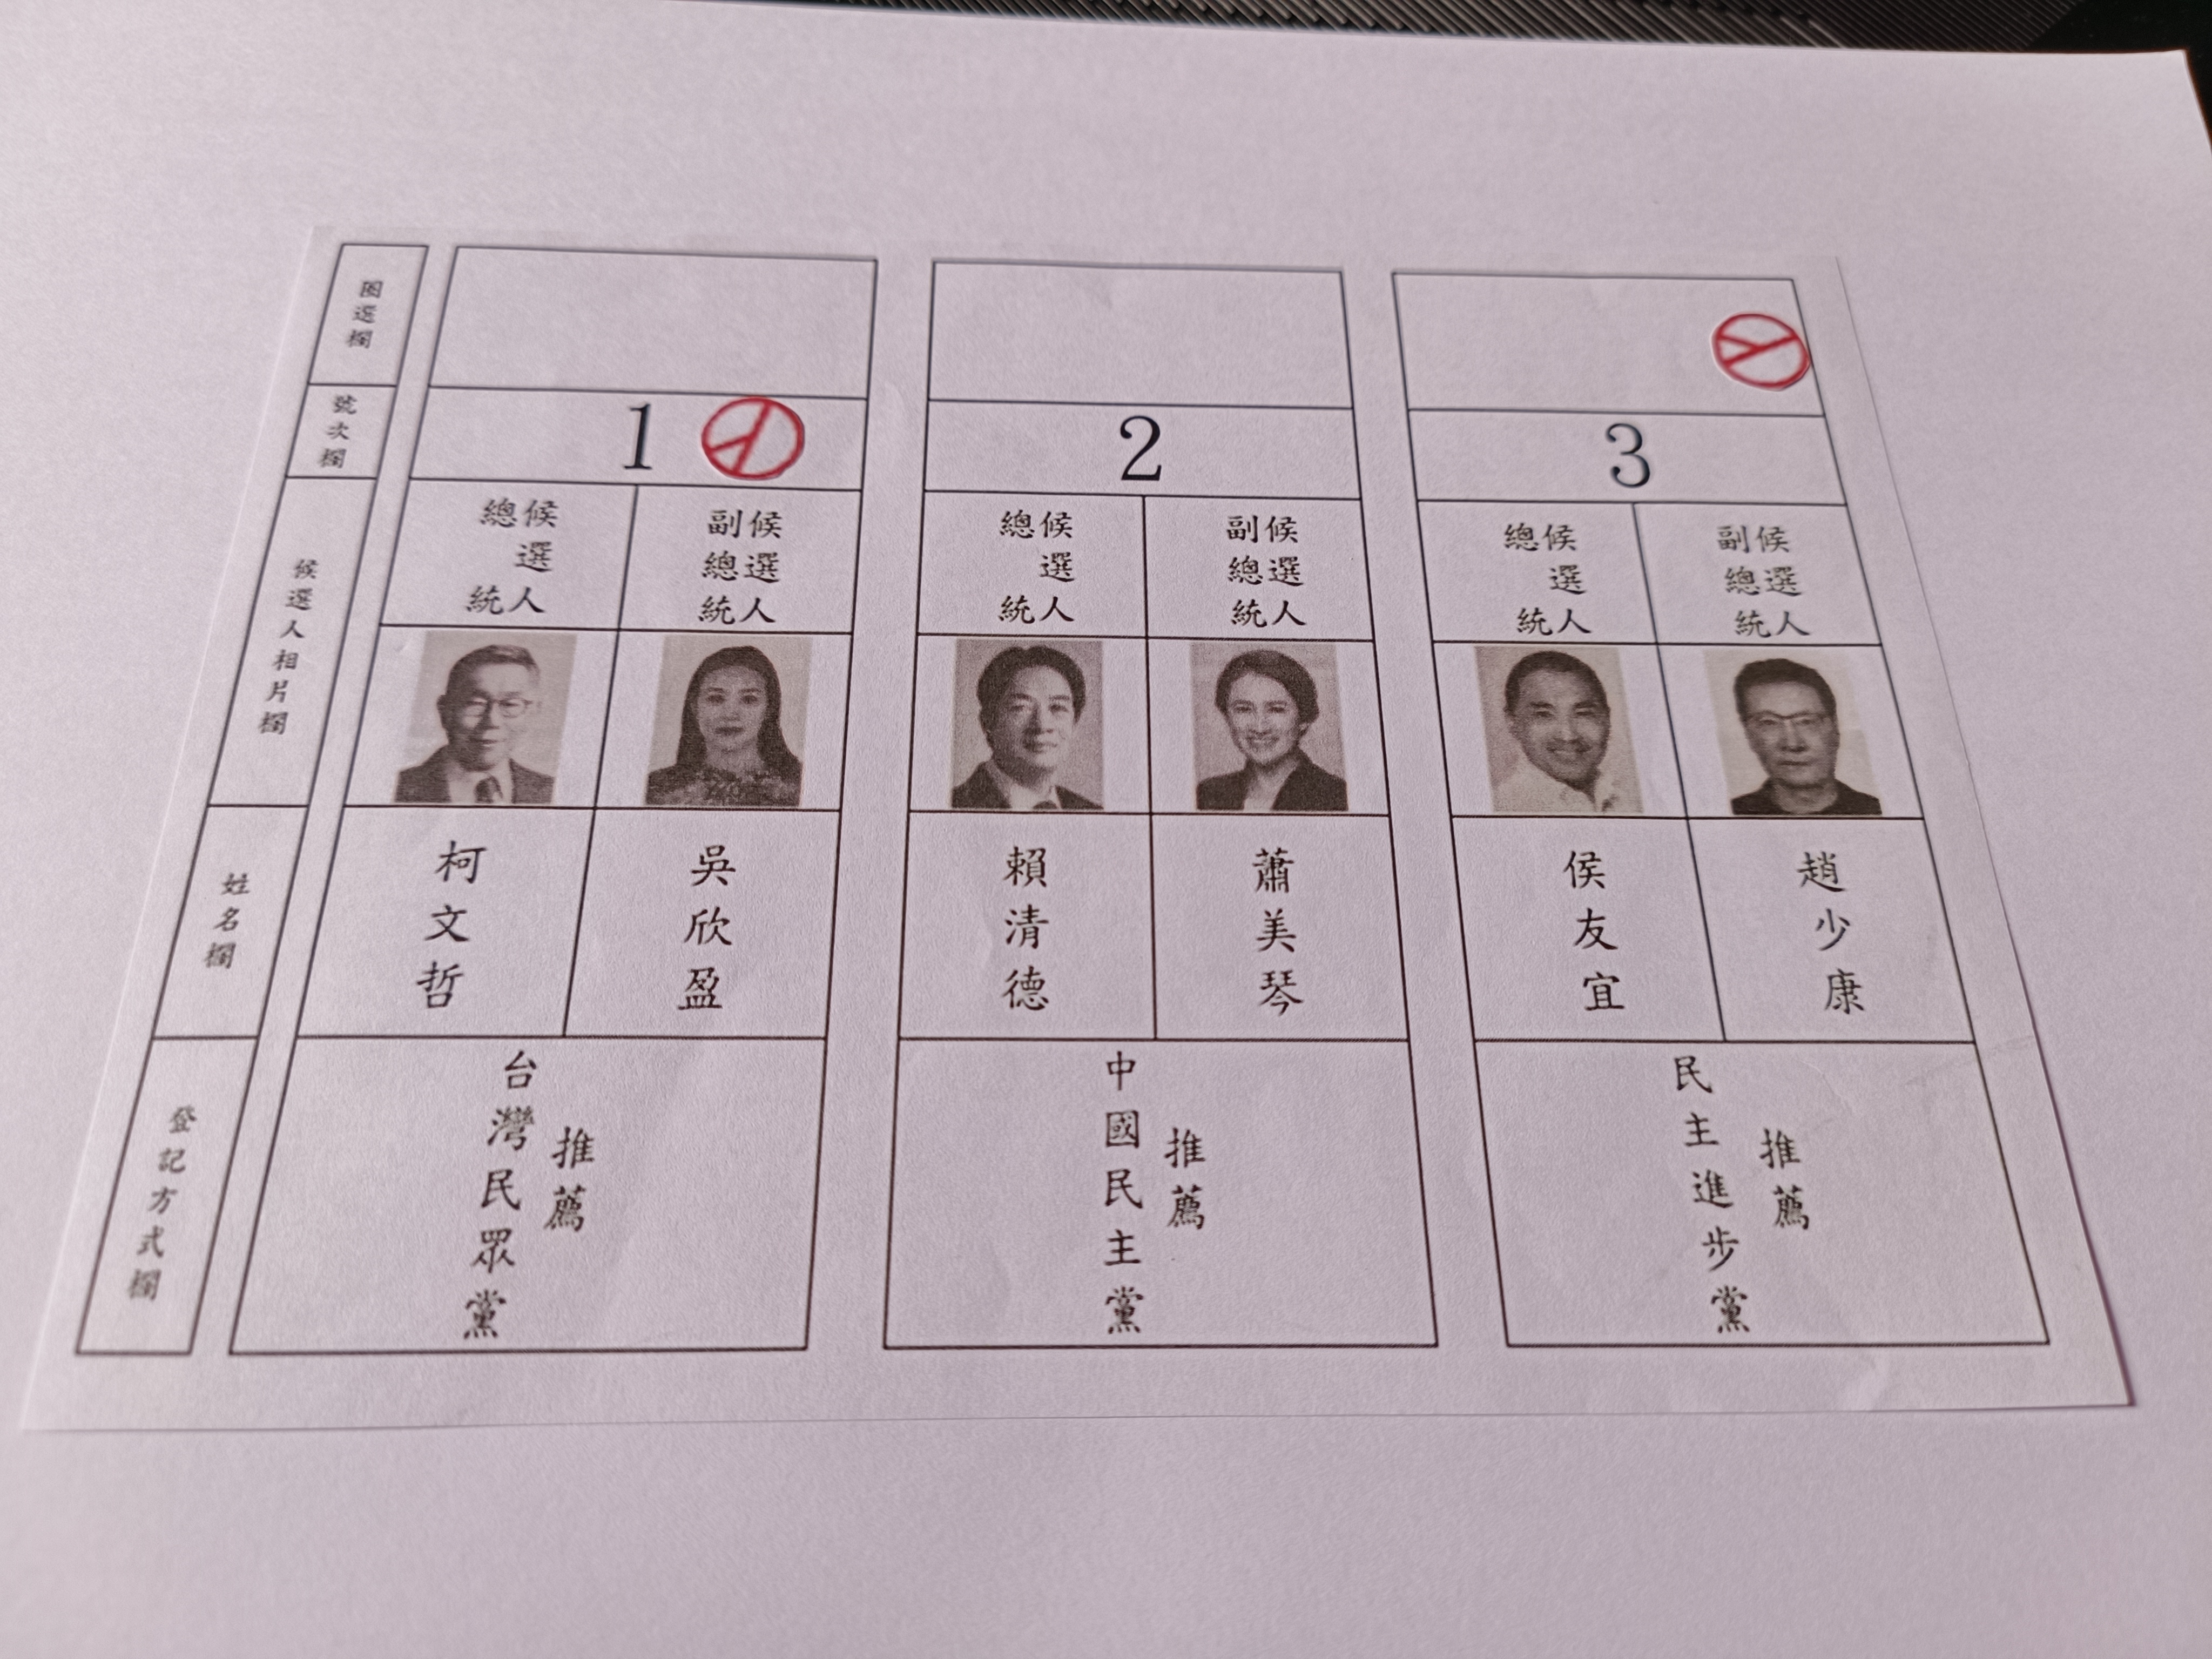 圈選欄
號次欄
候選人相片欄
姓名欄
登記方式欄
1
總統候選人
副總統候選人
柯文哲
吳欣盈
台灣民眾黨
推薦
2
總統候選人
副總統候選人
賴清德
蕭美琴
中國民主黨
推薦
3
總統候選人
副總統候選人
侯友宜
趙少康
民主進步黨
推薦